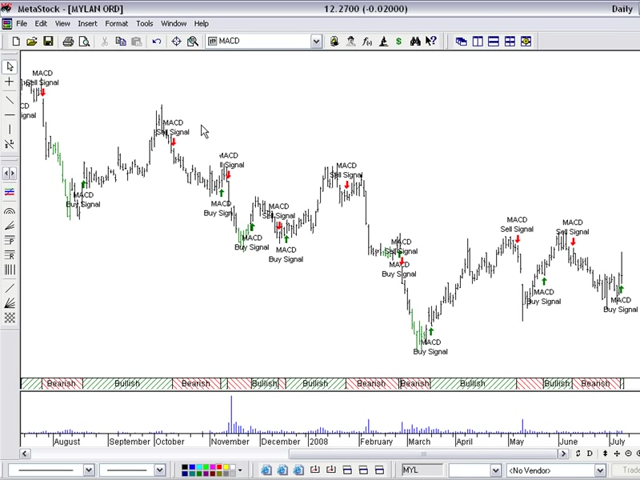 MetaStock - [MYLAN ORD] 12.2700 (-0.0200) Daily
File Edit View Insert Format Tools Window Help
MACD
MACD
Sell Signal
MACD
Buy Signal
MACD
Sell Signal
MACD
Sell Signal
MACD
Buy Sign
MACD
Buy Signal
MACD
Sell Signal
MACD
Buy Signal
MACD
Sell Signal
MACD
Sell Signal
MACD
Buy Signal
MACD
Buy Signal
MACD
Sell Signal
MACD
Buy Signal
MACD
Sell Signal
MACD
Buy Signal
Bearish Bullish Bearish Bullish Bullish Bearish Bearish Bullish Bullish Bearish
August September October November December 2008 February March April May June July
MYL <No Vendor> Trade